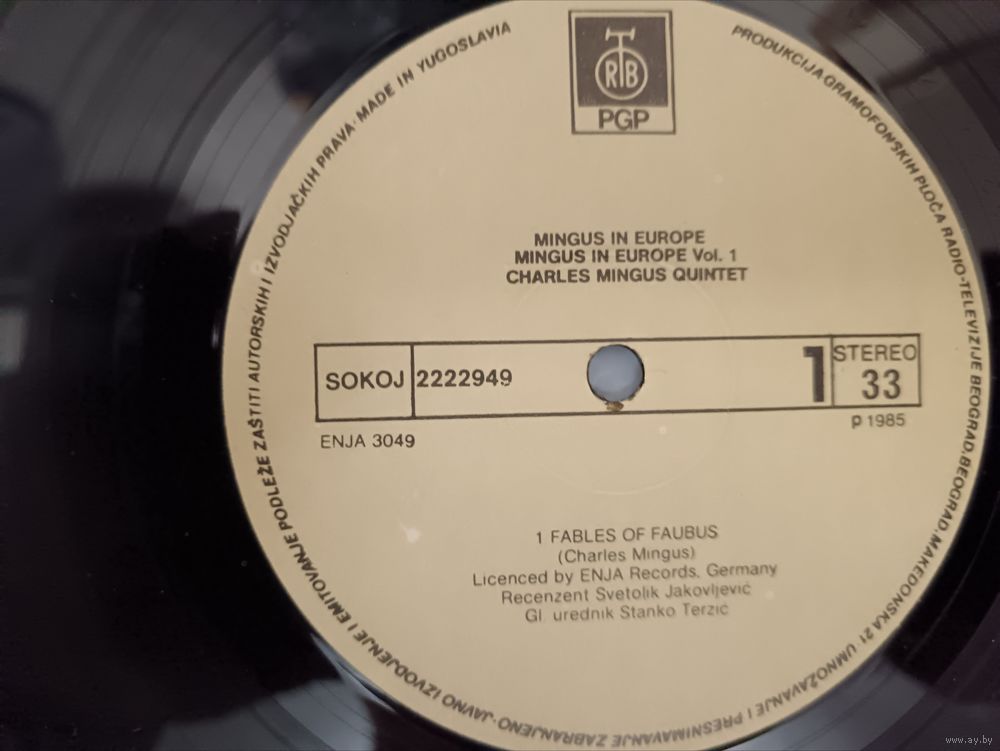 PRODUKCIJA GRAMOFONSKIH PLOČA RADIO-TELEVIZIJE BEOGRAD, BEOGRAD, MAKEDONSKA 21 UMNOŽAVANJE I PRESNIMAVANJE ZABRANJENO·JAVNO IZVODJENJE I EMITOVANJE PODLEŽE ZAŠTITI AUTORSKIH I IZVODJAČKIH PRAVA·MADE IN YUGOSLAVIA
RTB
PGP
MINGUS IN EUROPE
MINGUS IN EUROPE Vol. 1
CHARLES MINGUS QUINTET
SOKOJ 2222949 1 STEREO
33
ENJA 3049
p 1985
1 FABLES OF FAUBUS
(Charles Mingus)
Licenced by ENJA Records, Germany
Recenzent Svetolik Jakovljević
Gl. urednik Stanko Terzić
www.ay.by